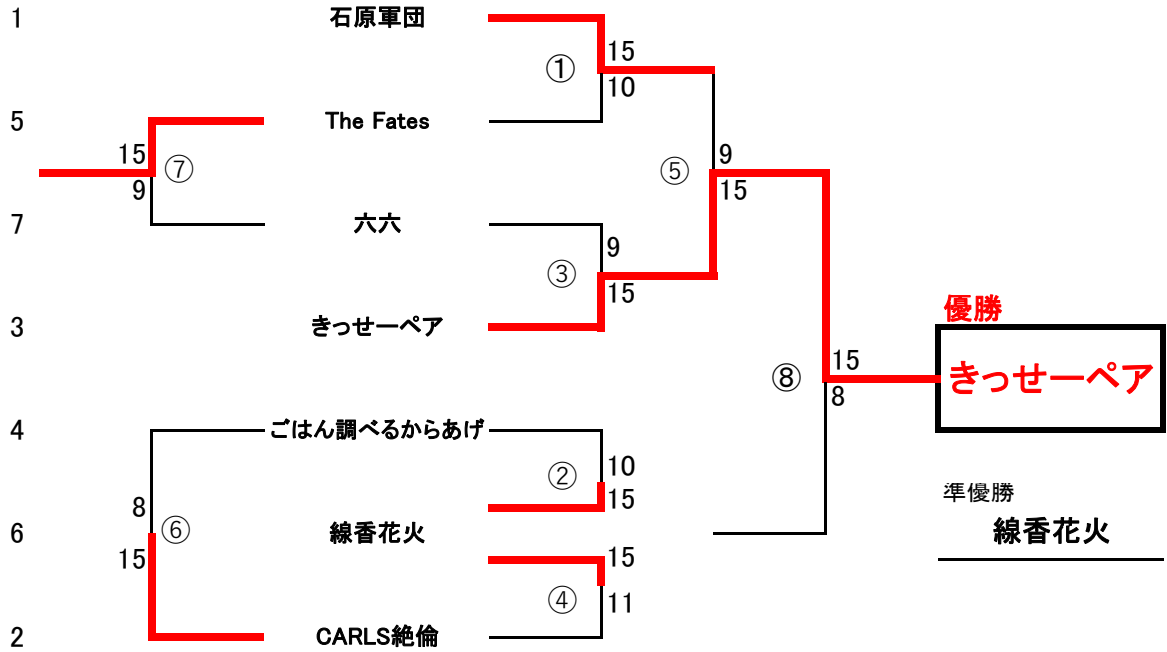 1 石原軍団
15
①
10
5 The Fates
15 ⑦
9
⑤ 9
15
7 六六
9
③
15
3 きっせーペア
優勝
きっせーペア
15
⑧
8
4 ごはん調べるからあげ
10
②
15
8
⑥
15
6 線香花火
準優勝
線香花火
15
④
11
2 CARLS絶倫